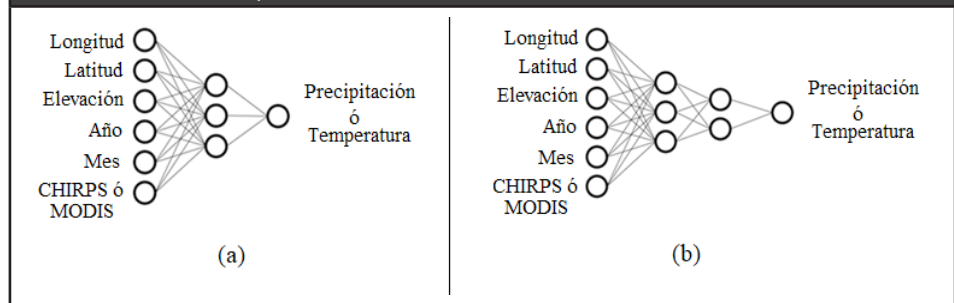 Longitud
Latitud
Elevación
Año
Mes
CHIRPS ó
MODIS
Precipitación
ó
Temperatura
(a)
Longitud
Latitud
Elevación
Año
Mes
CHIRPS ó
MODIS
Precipitación
ó
Temperatura
(b)